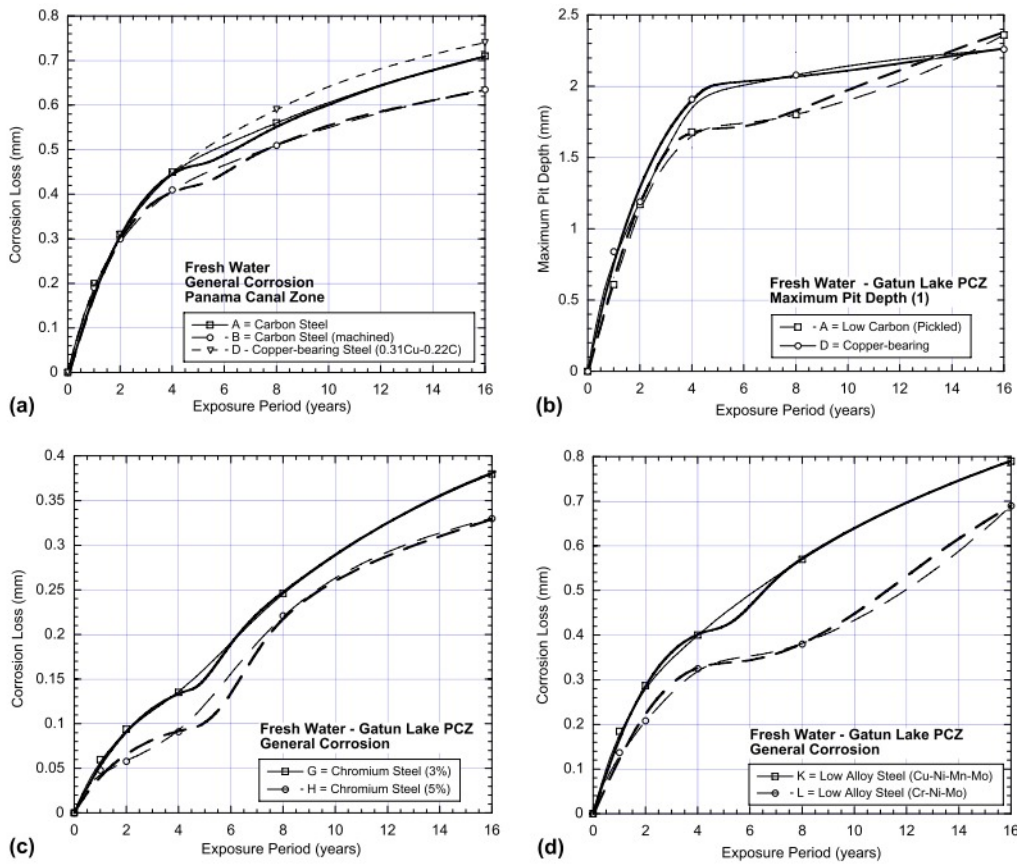 0.8
0.7
0.6
0.5
0.4
0.3
0.2
0.1
0
Corrosion Loss (mm)
Fresh Water
General Corrosion
Panama Canal Zone
A = Carbon Steel
- B = Carbon Steel (machined)
- D - Copper-bearing Steel (0.31Cu-0.22C)
0 2 4 6 8 10 12 14 16
Exposure Period (years)
(a)
2.5
2
1.5
1
0.5
0
Maximum Pit Depth (mm)
Fresh Water - Gatun Lake PCZ
Maximum Pit Depth (1)
- A = Low Carbon (Pickled)
D = Copper-bearing
0 2 4 6 8 10 12 14 16
Exposure Period (years)
(b)
0.4
0.35
0.3
0.25
0.2
0.15
0.1
0.05
0
Corrosion Loss (mm)
Fresh Water - Gatun Lake PCZ
General Corrosion
G = Chromium Steel (3%)
- H = Chromium Steel (5%)
0 2 4 6 8 10 12 14 16
Exposure Period (years)
(c)
0.8
0.7
0.6
0.5
0.4
0.3
0.2
0.1
0
Corrosion Loss (mm)
Fresh Water - Gatun Lake PCZ
General Corrosion
K = Low Alloy Steel (Cu-Ni-Mn-Mo)
- L = Low Alloy Steel (Cr-Ni-Mo)
0 2 4 6 8 10 12 14 16
Exposure Period (years)
(d)